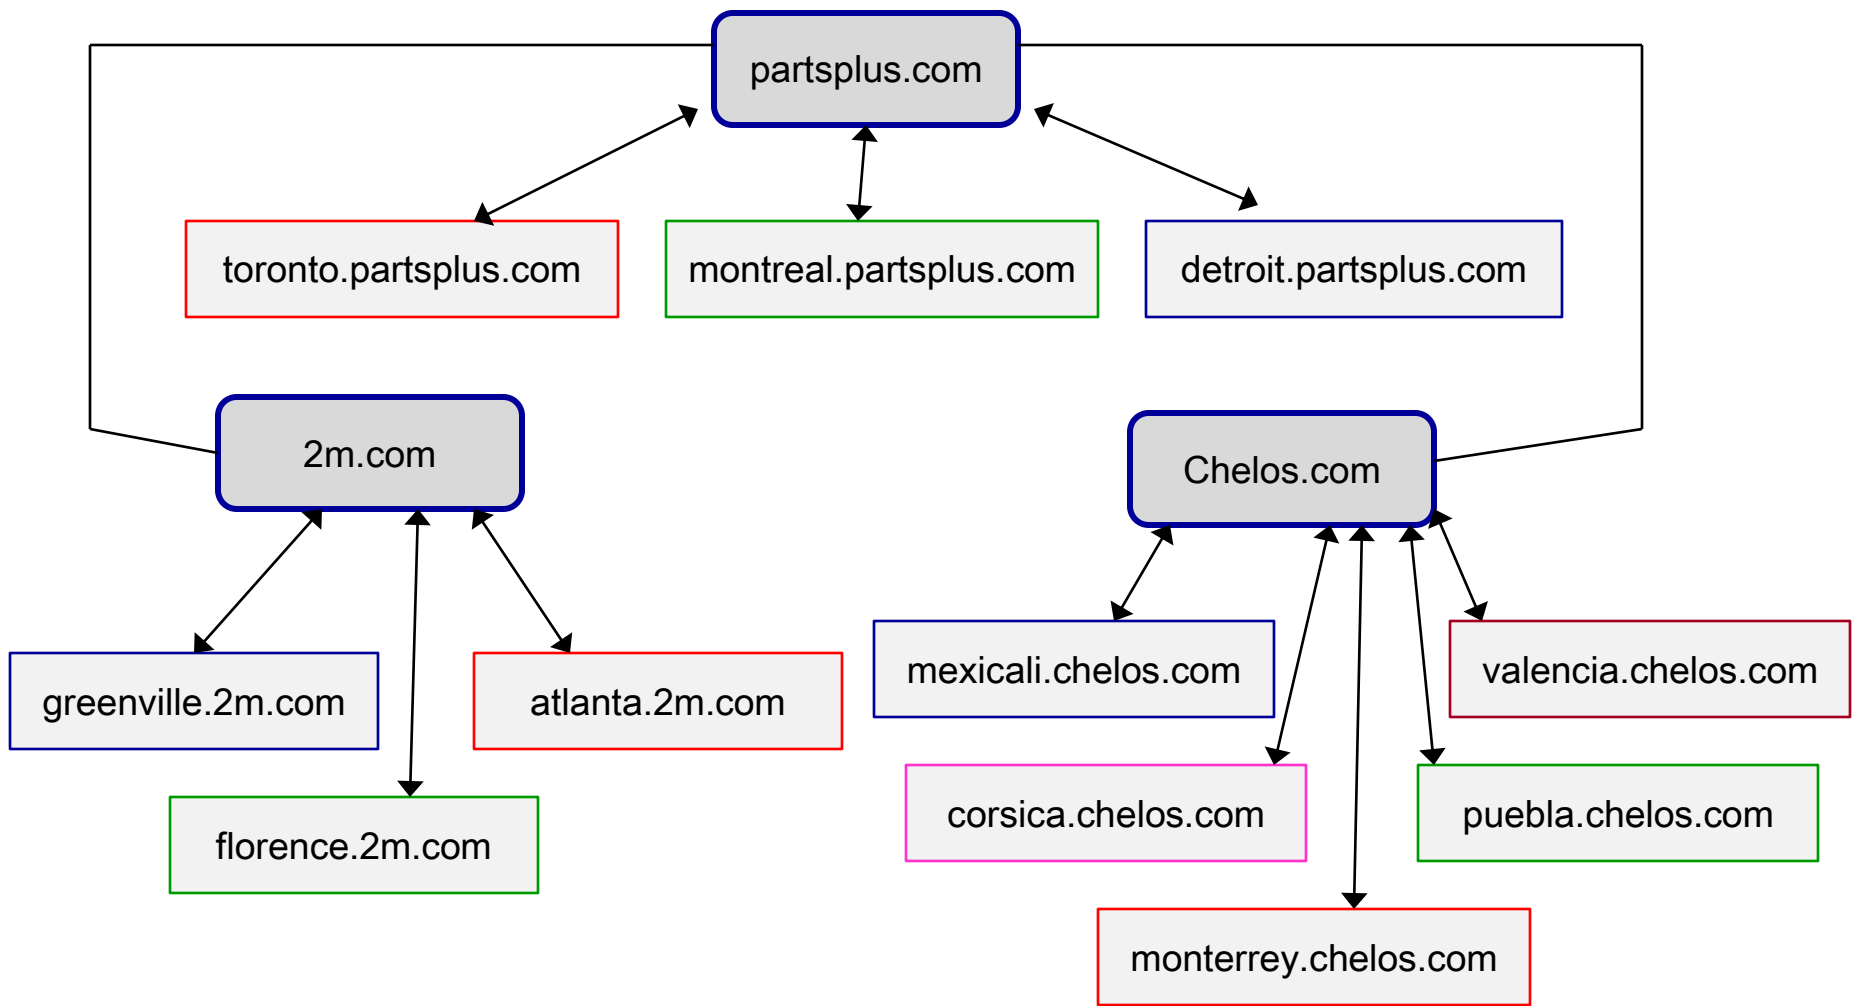 partsplus.com
toronto.partsplus.com
montreal.partsplus.com
detroit.partsplus.com
2m.com
Chelos.com
greenville.2m.com
atlanta.2m.com
florence.2m.com
mexicali.chelos.com
valencia.chelos.com
corsica.chelos.com
puebla.chelos.com
monterrey.chelos.com